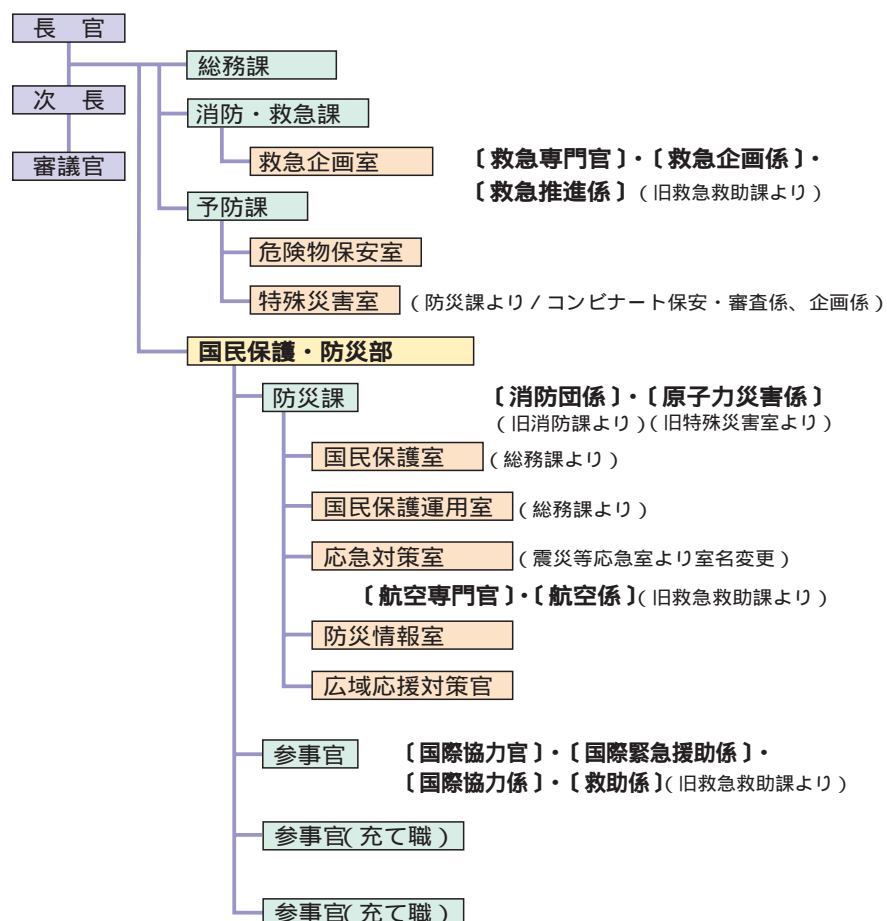 長　官
総務課
次　長
消防・救急課
審議官
救急企画室
〔救急専門官〕・〔救急企画係〕・
〔救急推進係〕（旧救急救助課より）
予防課
危険物保安室
特殊災害室（防災課より／コンビナート保安・審査係、企画係）
国民保護・防災部
防災課
〔消防団係〕・〔原子力災害係〕
（旧消防課より）（旧特殊災害室より）
国民保護室（総務課より）
国民保護運用室（総務課より）
応急対策室（震災等応急室より室名変更）
〔航空専門官〕・〔航空係〕（旧救急救助課より）
防災情報室
広域応援対策官
参事官
〔国際協力官〕・〔国際緊急援助係〕・
〔国際協力係〕・〔救助係〕（旧救急救助課より）
参事官（充て職）
参事官（充て職）